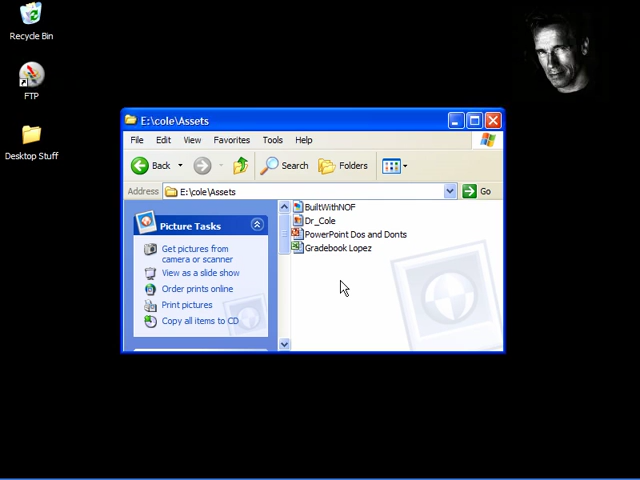 Recycle Bin
FTP
Desktop Stuff
E:\cole\Assets
File Edit View Favorites Tools Help
Back Search Folders
Address E:\cole\Assets Go
Picture Tasks
Get pictures from
camera or scanner
View as a slide show
Order prints online
Print pictures
Copy all items to CD
BuiltWithNOF
Dr_Cole
PowerPoint Dos and Donts
Gradebook Lopez